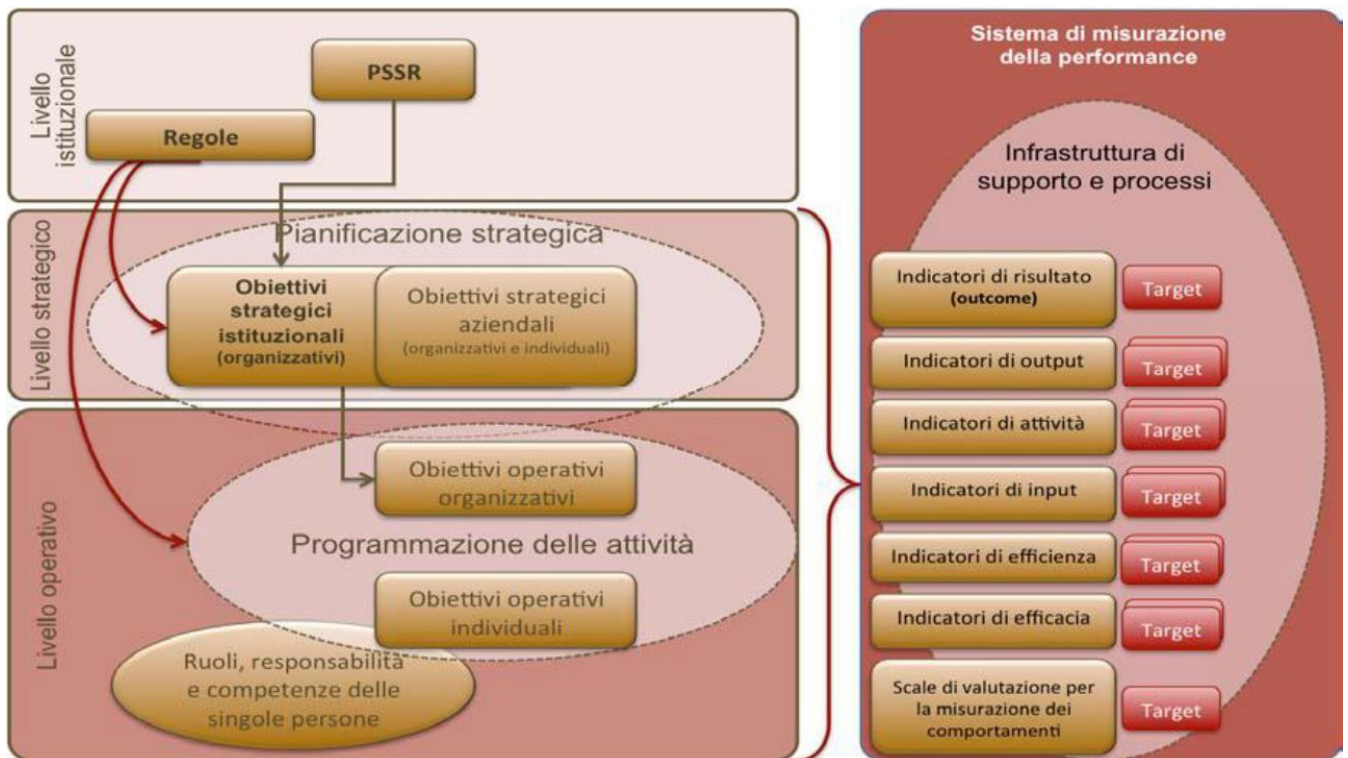 Livello
istituzionale
PSSR
Regole
Livello strategico
Pianificazione strategica
Obiettivi
strategici
istituzionali
(organizzativi)
Obiettivi strategici
aziendali
(organizzativi e individuali)
Livello operativo
Obiettivi operativi
organizzativi
Programmazione delle attività
Obiettivi operativi
individuali
Ruoli, responsabilità
e competenze delle
singole persone
Sistema di misurazione
della performance
Infrastruttura di
supporto e processi
Indicatori di risultato
(outcome)
Target
Indicatori di output
Target
Indicatori di attività
Target
Indicatori di input
Target
Indicatori di efficienza
Target
Indicatori di efficacia
Target
Scale di valutazione per
la misurazione dei
comportamenti
Target